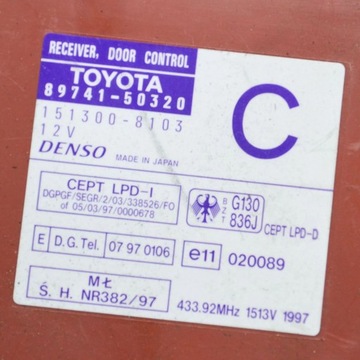 RECEIVER, DOOR CONTROL
TOYOTA
89741-50320
C
151300-8103
12V
DENSO MADE IN JAPAN
CEPT LPD-I
DGPGF/SEGR/2/03/338526/FO
of 05/03/97/0000678
BZT G130
836J CEPT LPD-D
E D.G.Tel. 07 97 0106
e11 020089
MŁ
Ś. H. NR382/97
433.92MHz 1513V 1997